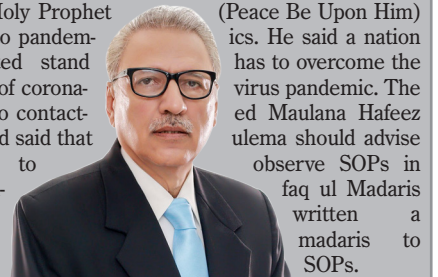 oly Prophet (Peace Be Upon Him)
o pandem- ics. He said a nation
ted stand has to overcome the
of corona- virus pandemic. The
o contact- ed Maulana Hafeez
d said that ulema should advise
to observe SOPs in
- faq ul Madaris
written a
madaris to
SOPs.